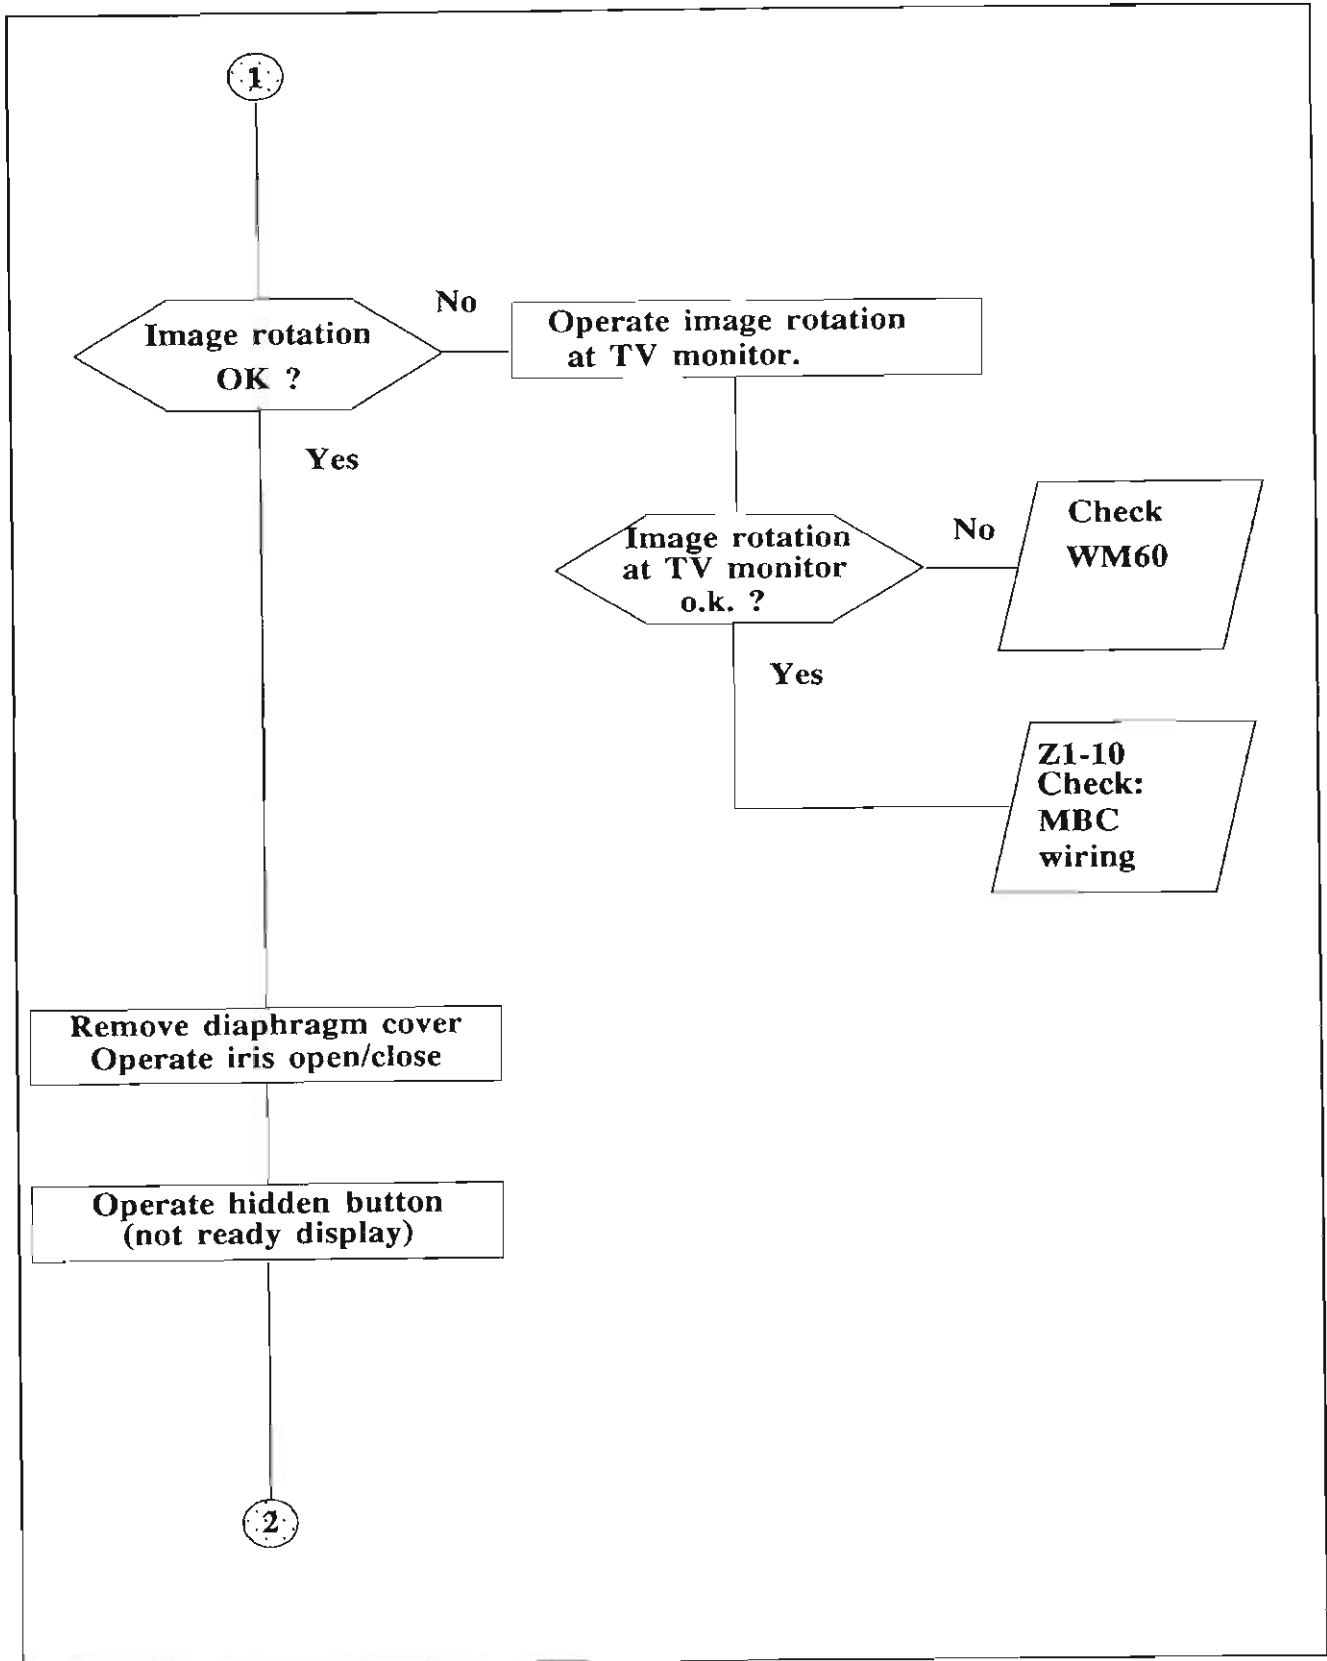 1
Image rotation
OK ?
No
Operate image rotation
at TV monitor.
Yes
Image rotation
at TV monitor
o.k. ?
No
Check
WM60
Yes
Z1-10
Check:
MBC
wiring
Remove diaphragm cover
Operate iris open/close
Operate hidden button
(not ready display)
2